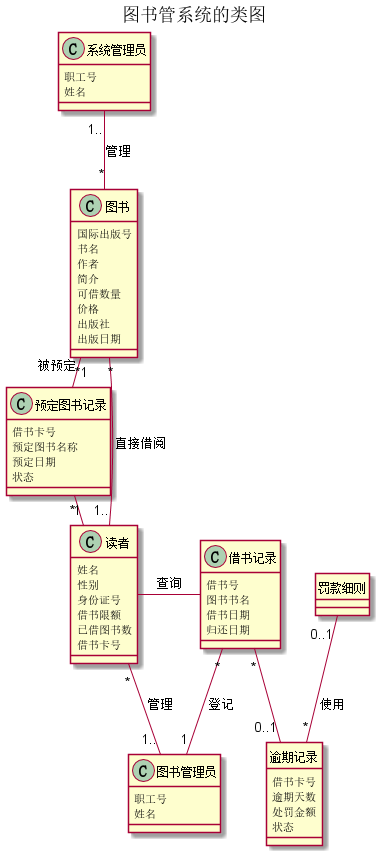 图书管系统的类图
C 系统管理员
职工号
姓名
1..
管理
*
C 图书
国际出版号
书名
作者
简介
可借数量
价格
出版社
出版日期
被预定 *1 *
C 预定图书记录
借书卡号
预定图书名称
预定日期
状态
直接借阅
*1 1..
C 读者
姓名
性别
身份证号
借书限额
已借图书数
借书卡号
查询
C 借书记录
借书号
图书书名
借书日期
归还日期
罚款细则
0..1
* * *
管理 登记 使用
1.. 1 0..1 *
C 图书管理员
职工号
姓名
逾期记录
借书卡号
逾期天数
处罚金额
状态